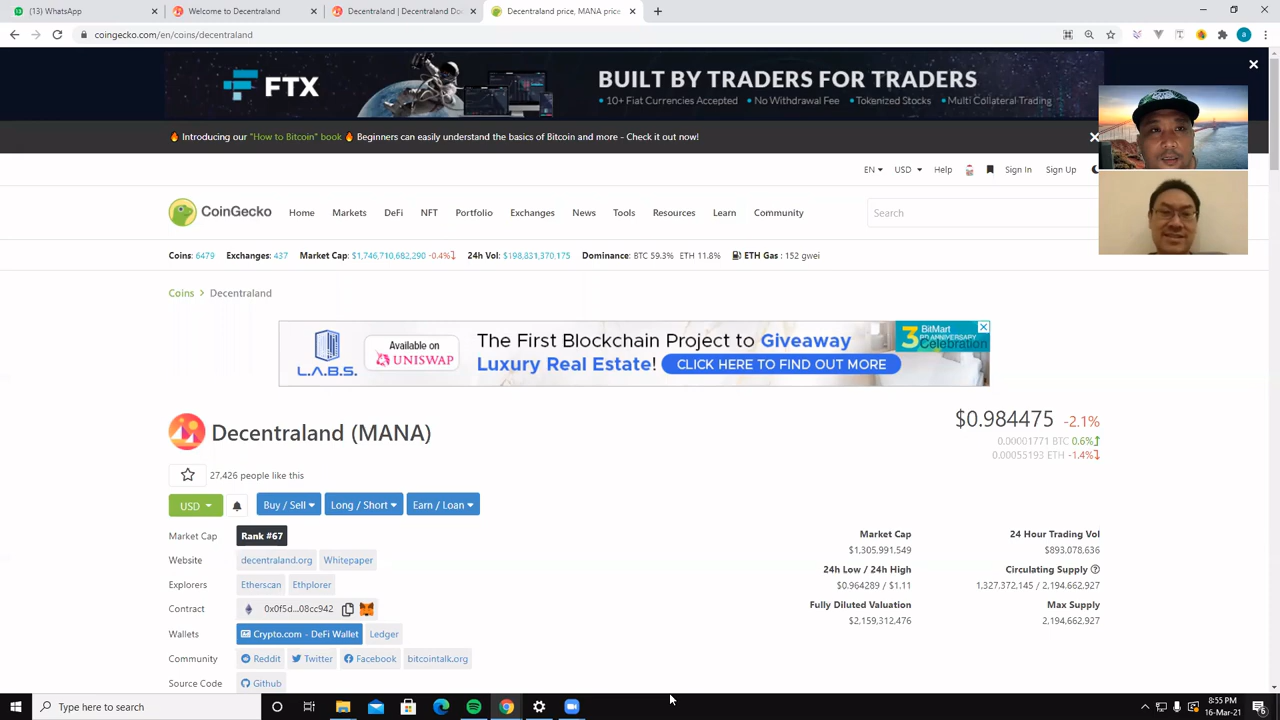 (13) WhatsApp
Welcome to Decentraland
Decentraland | Decentraland Do
Decentraland price, MANA price
coingecko.com/en/coins/decentraland
FTX
BUILT BY TRADERS FOR TRADERS
• 10+ Fiat Currencies Accepted • No Withdrawal Fee • Tokenized Stocks • Multi Collateral Trading
Introducing our "How to Bitcoin" book Beginners can easily understand the basics of Bitcoin and more - Check it out now!
EN USD Help Sign In Sign Up
CoinGecko Home Markets DeFi NFT Portfolio Exchanges News Tools Resources Learn Community Search
Coins: 6479 Exchanges: 437 Market Cap: $1,746,710,682,290 -0.4% 24h Vol: $198,831,370,175 Dominance: BTC 59.3% ETH 11.8% ETH Gas : 152 gwei
Coins > Decentraland
L.A.B.S.
Available on
UNISWAP
The First Blockchain Project to Giveaway
Luxury Real Estate! CLICK HERE TO FIND OUT MORE
BitMart
3 RD ANNIVERSARY
Celebration
Decentraland (MANA)
$0.984475 -2.1%
0.00001771 BTC 0.6%
0.00055193 ETH -1.4%
27,426 people like this
USD Buy / Sell Long / Short Earn / Loan
Market Cap Rank #67
Website decentraland.org Whitepaper
Explorers Etherscan Ethplorer
Contract 0x0f5d...08cc942
Wallets Crypto.com - DeFi Wallet Ledger
Community Reddit Twitter Facebook bitcointalk.org
Source Code Github
Market Cap
$1,305,991,549
24 Hour Trading Vol
$893,078,636
24h Low / 24h High
$0.964289 / $1.11
Circulating Supply
1,327,372,145 / 2,194,662,927
Fully Diluted Valuation
$2,159,312,476
Max Supply
2,194,662,927
Type here to search
8:55 PM
16-Mar-21